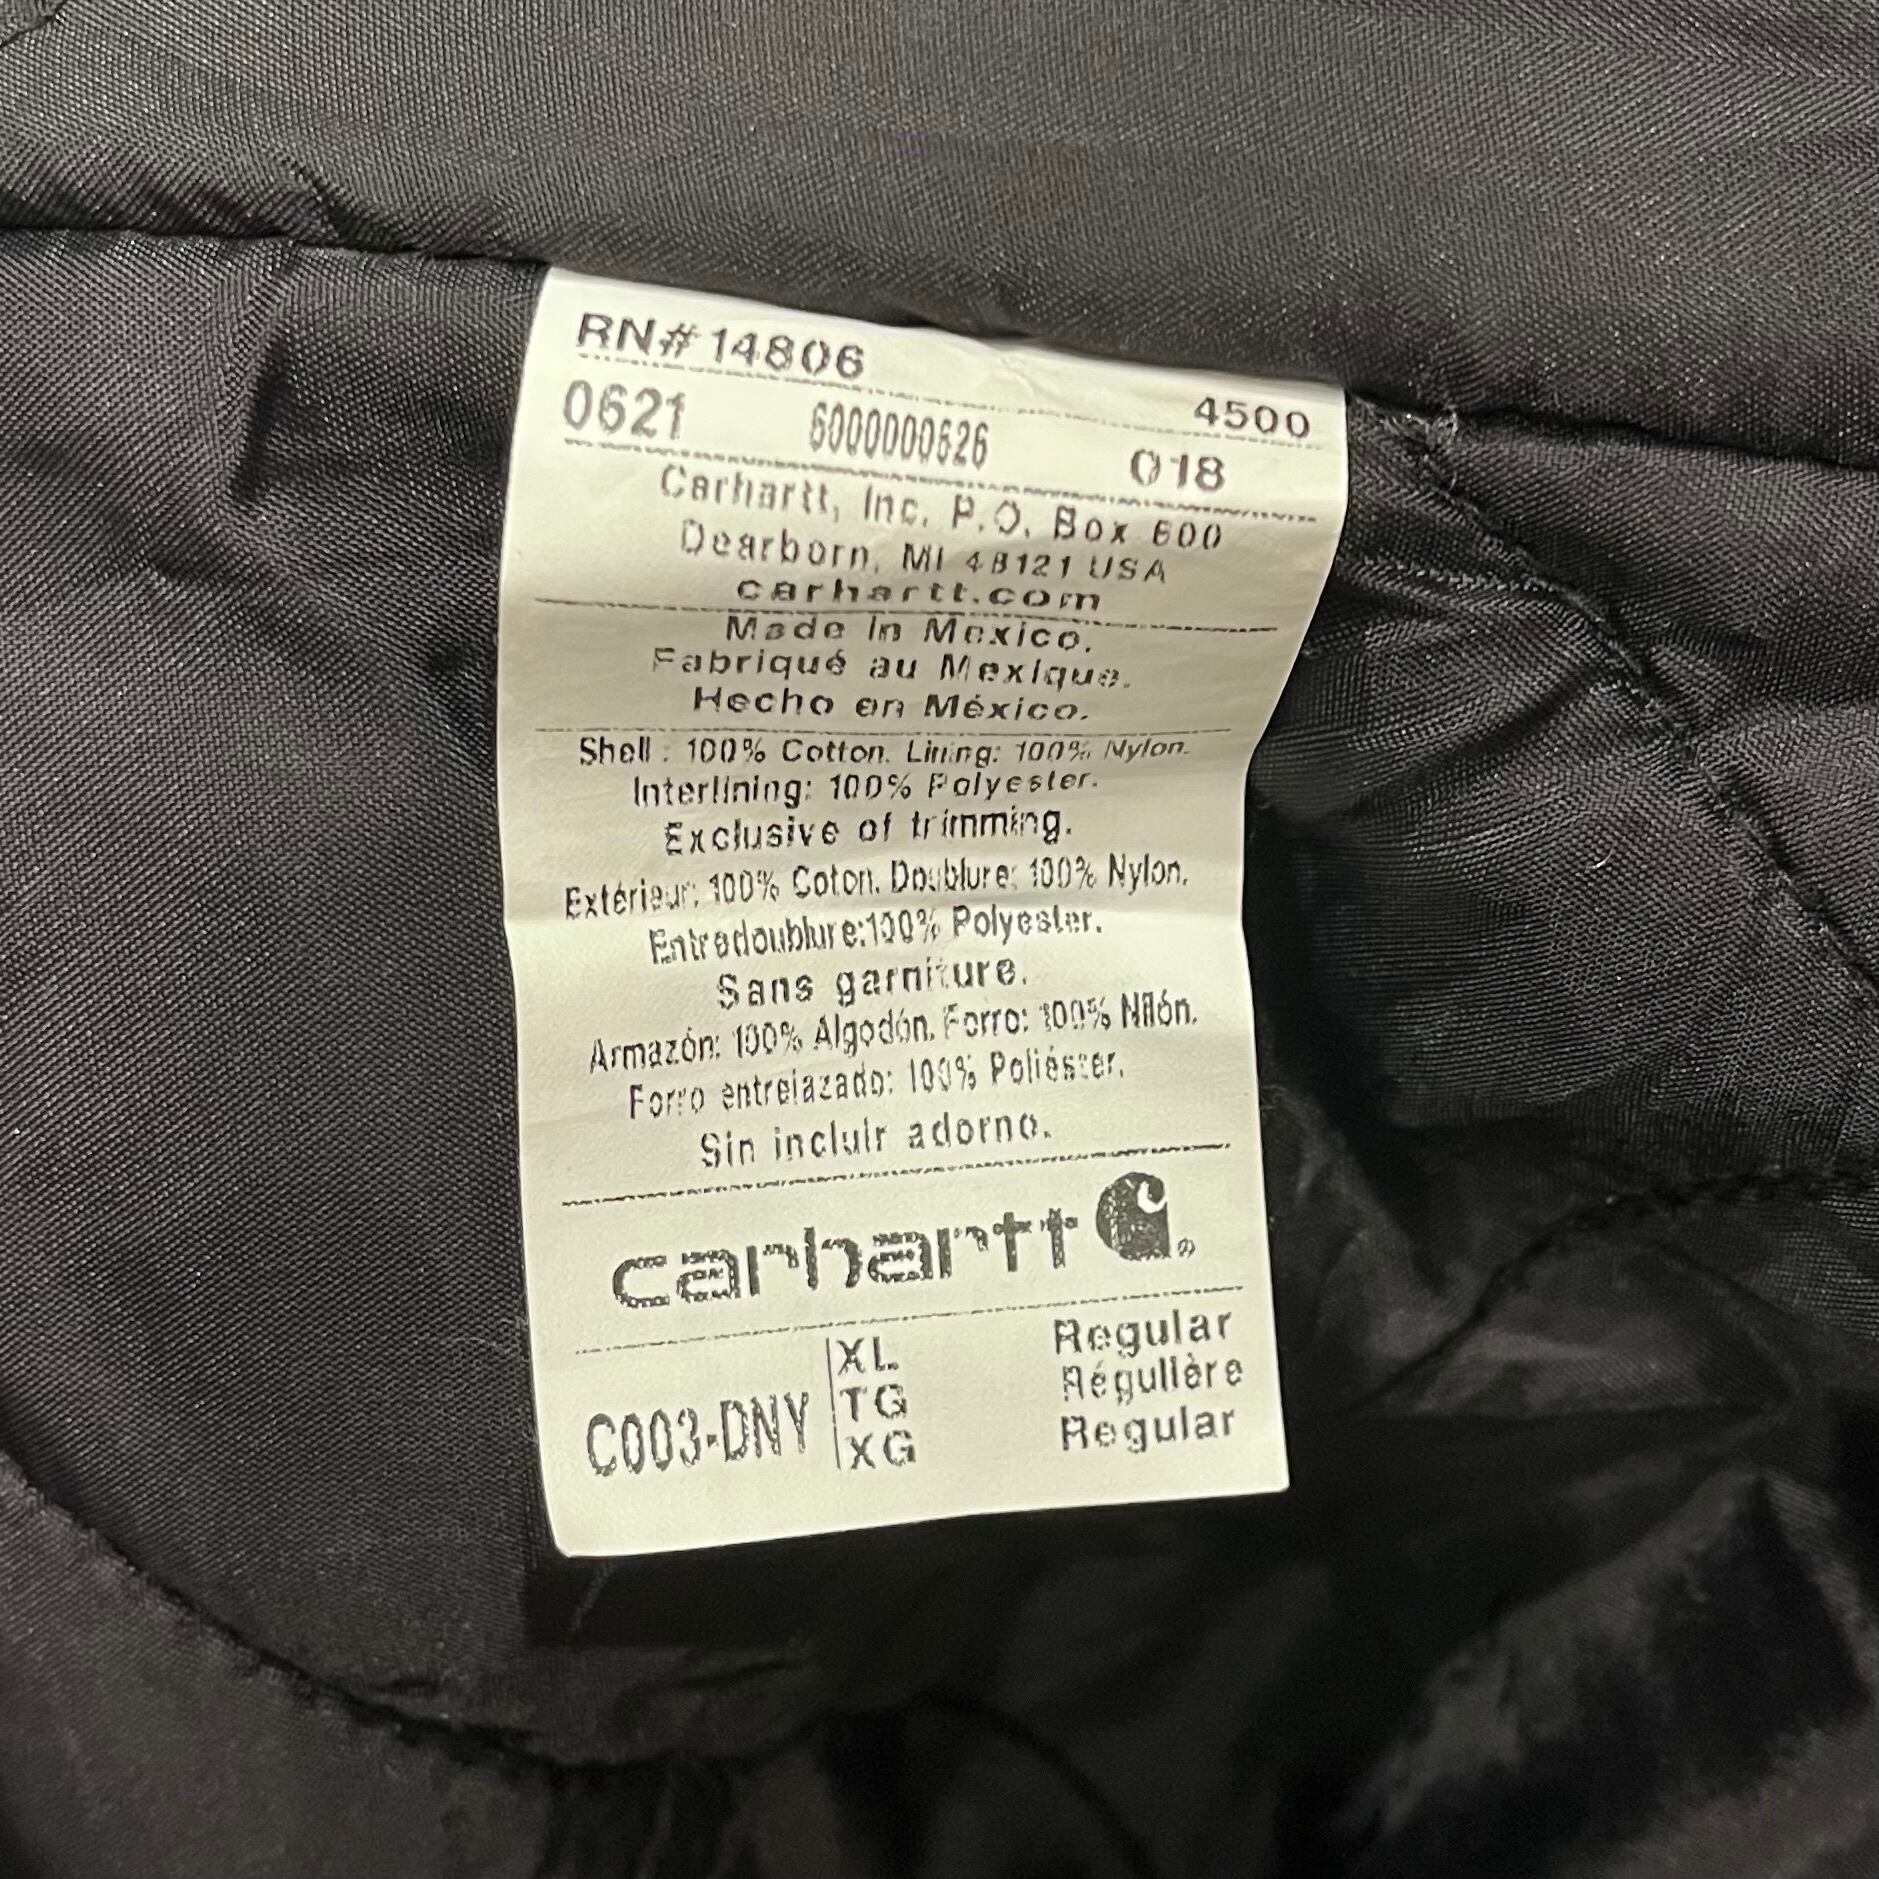 RN# 14806
4500
0621 6000000626 018
Carhartt, Inc. P.O. Box 600
Dearborn, MI 48121 USA
carhartt.com
Made in Mexico.
Fabriqué au Mexique.
Hecho en México.
Shell : 100% Cotton. Lining: 100% Nylon.
Interlining: 100% Polyester.
Exclusive of trimming.
Extérieur: 100% Coton. Doublure: 100% Nylon.
Entredoublure:100% Polyester.
Sans garniture.
Armazón: 100% Algodón. Forro: 100% Nilón.
Forro entrelazado: 100% Poliéster.
Sin incluir adorno.
carhartt ®
XL Regular
TG Régulière
C003-DNY XG Regular